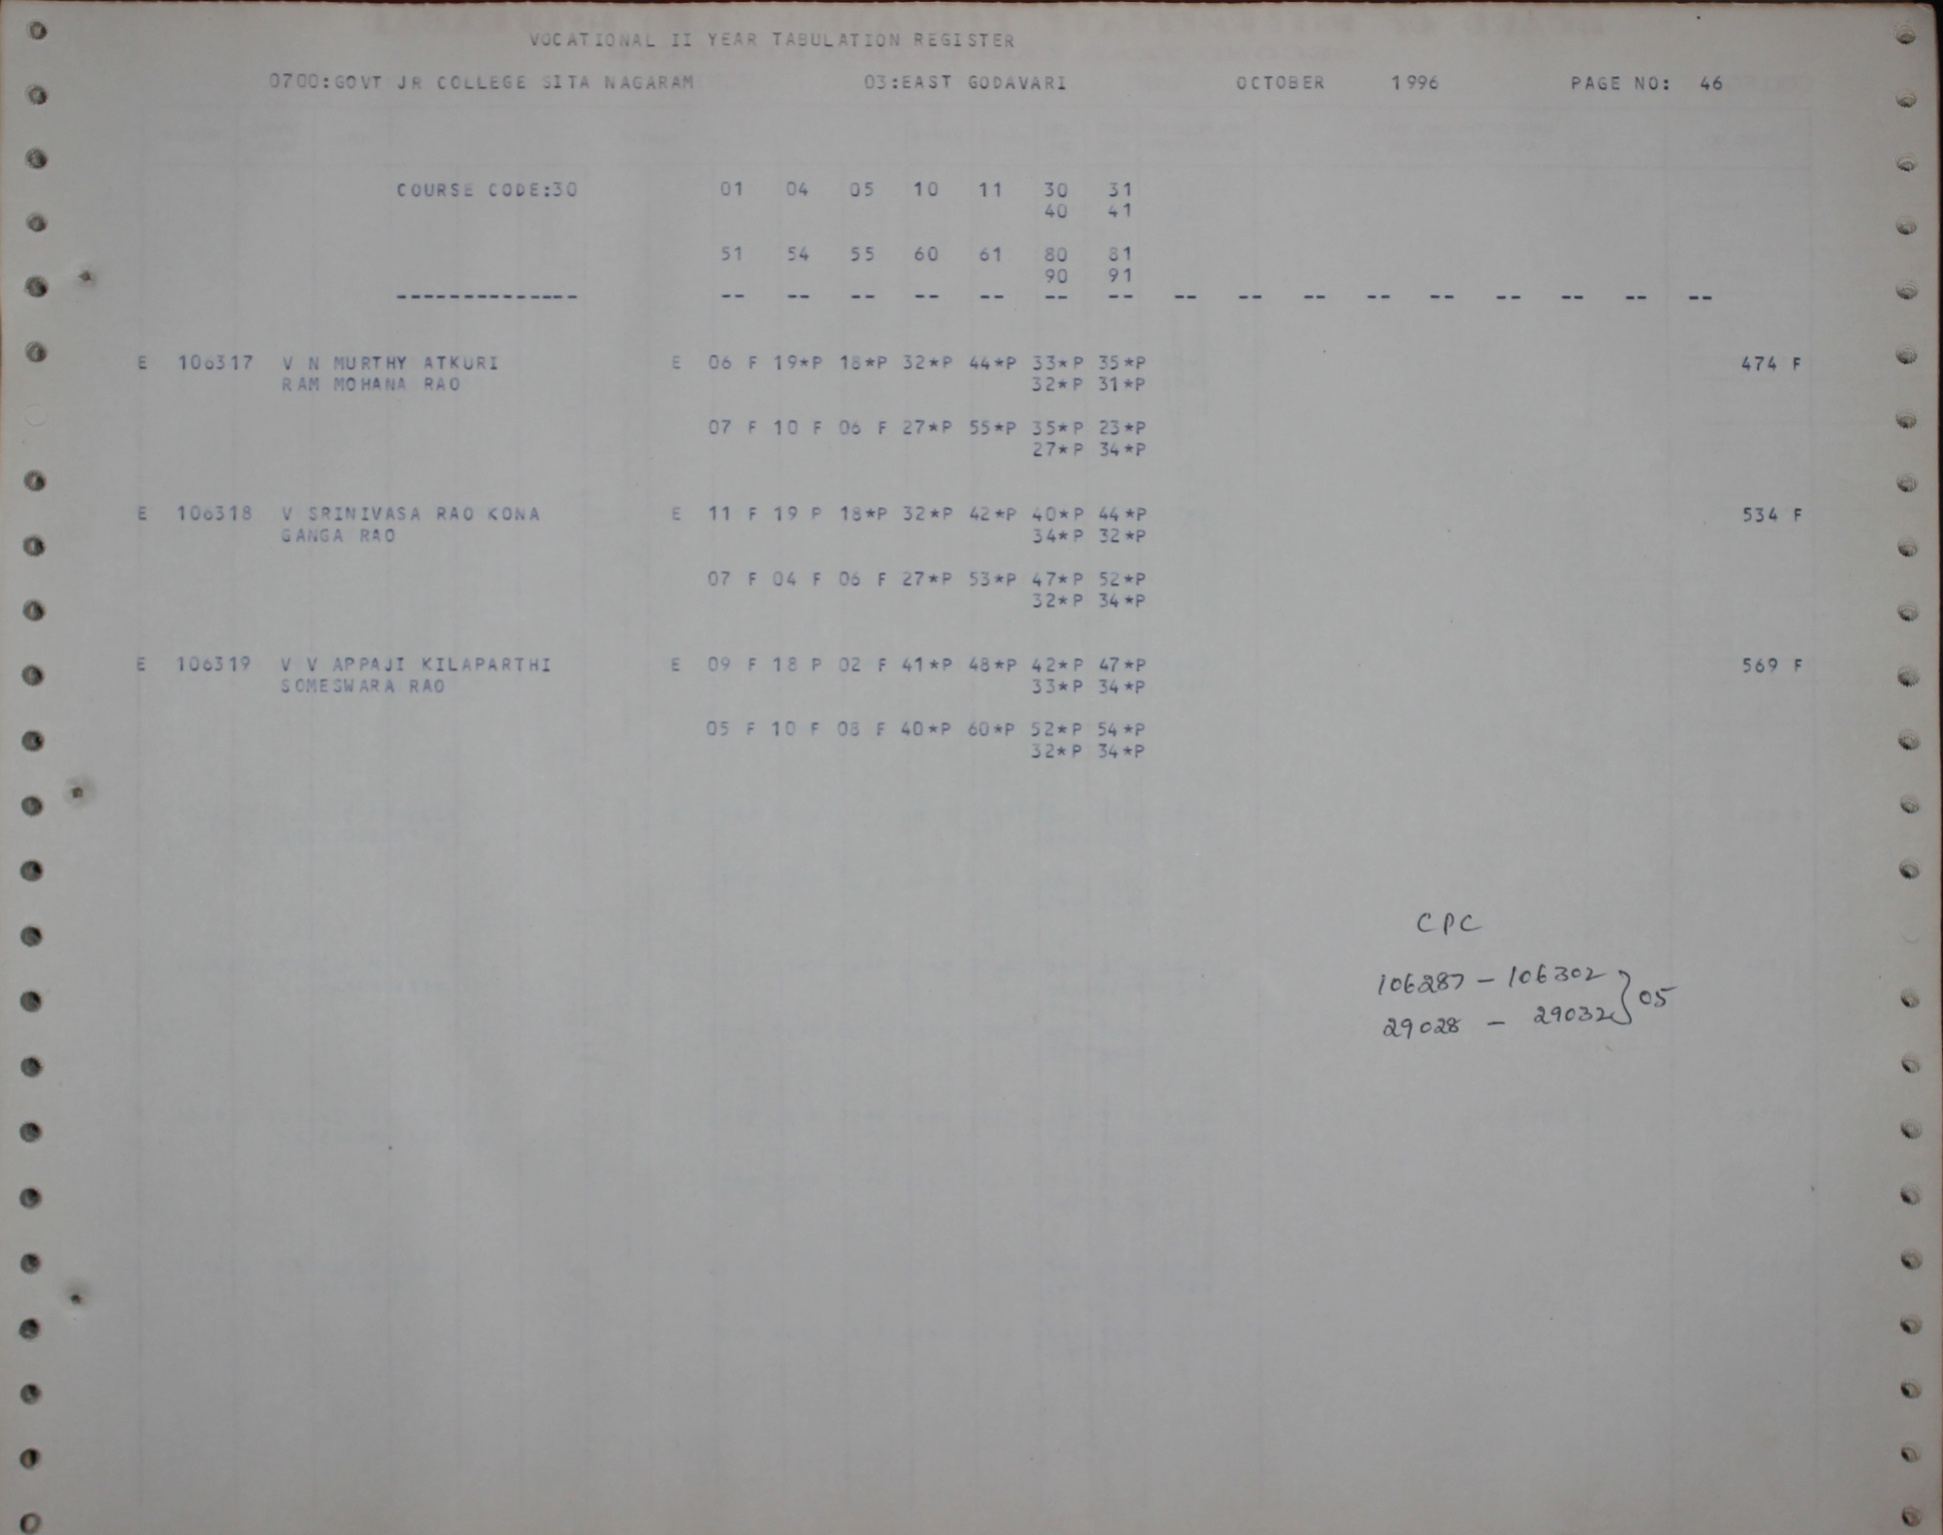 VOCATIONAL II YEAR TABULATION REGISTER
0700:GOVT JR COLLEGE SITA NAGARAM 03:EAST GODAVARI OCTOBER 1996 PAGE NO: 46
COURSE CODE:30 01 04 05 10 11 30 31
40 41
51 54 55 60 61 80 81
90 91
-------------- -- -- -- -- -- -- -- -- -- -- -- -- -- -- -- --
E 106317 V N MURTHY ATKURI E 06 F 19*P 18*P 32*P 44*P 33*P 35*P 474 F
RAM MOHANA RAO 32*P 31*P
07 F 10 F 06 F 27*P 55*P 35*P 23*P
27*P 34*P
E 106318 V SRINIVASA RAO KONA E 11 F 19 P 18*P 32*P 42*P 40*P 44*P 534 F
GANGA RAO 34*P 32*P
07 F 04 F 06 F 27*P 53*P 47*P 52*P
32*P 34*P
E 106319 V V APPAJI KILAPARTHI E 09 F 18 P 02 F 41*P 48*P 42*P 47*P 569 F
SOMESWARA RAO 33*P 34*P
05 F 10 F 08 F 40*P 60*P 52*P 54*P
32*P 34*P
CPC
106287 - 106302 } 05
29028 - 29032